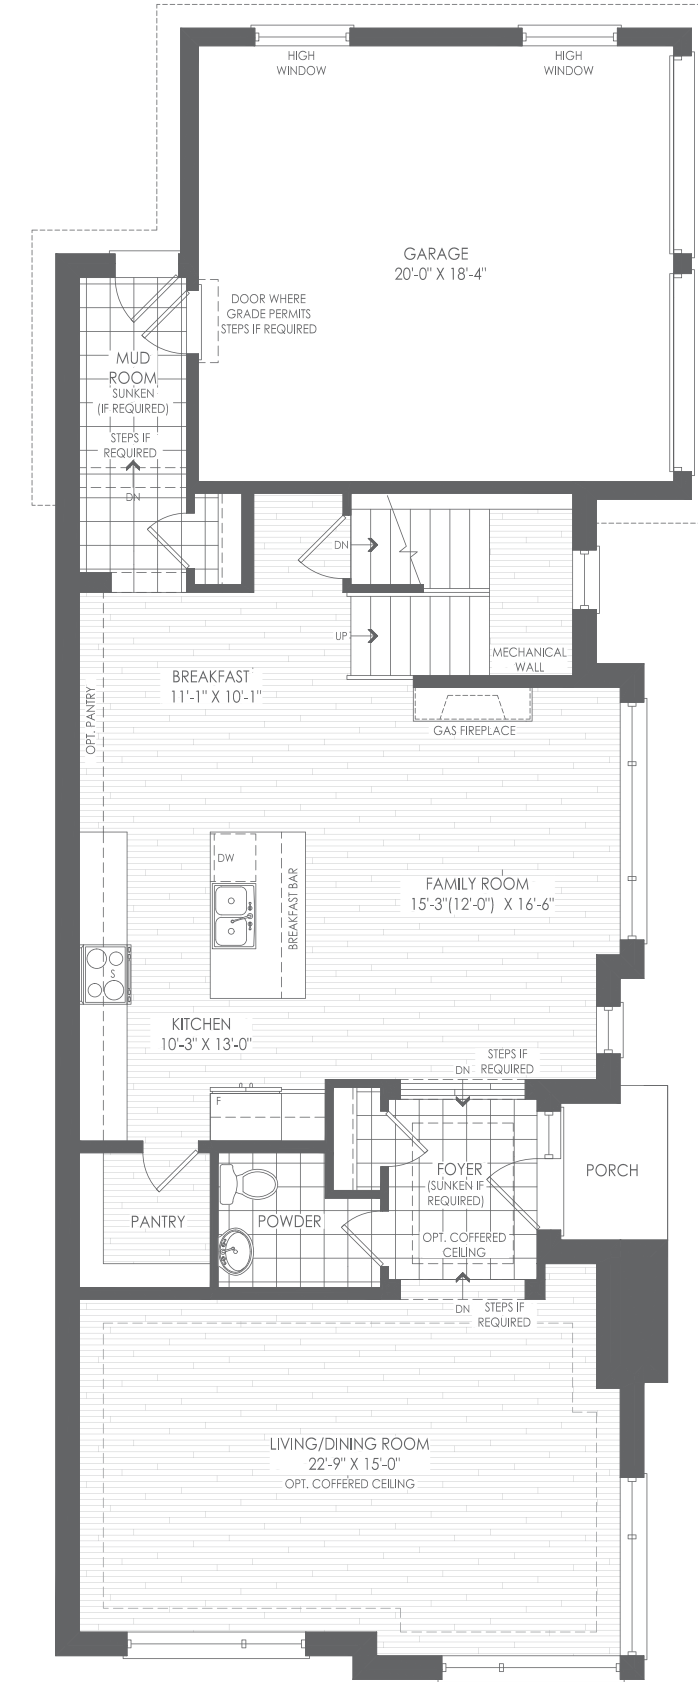 HIGH
WINDOW
HIGH
WINDOW
GARAGE
20'-0" X 18'-4"
DOOR WHERE
GRADE PERMITS
STEPS IF REQUIRED
MUD
ROOM
SUNKEN
(IF REQUIRED)
STEPS IF
REQUIRED
DN
DN
UP
MECHANICAL
WALL
BREAKFAST
11'-1" X 10'-1"
OPT. PANTRY
GAS FIREPLACE
DW
BREAKFAST BAR
FAMILY ROOM
15'-3"(12'-0") X 16'-6"
S
KITCHEN
10'-3" X 13'-0"
STEPS IF
DN REQUIRED
F
FOYER
(SUNKEN IF
REQUIRED)
PORCH
PANTRY
POWDER
OPT. COFFERED
CEILING
DN STEPS IF
REQUIRED
LIVING/DINING ROOM
22'-9" X 15'-0"
OPT. COFFERED CEILING